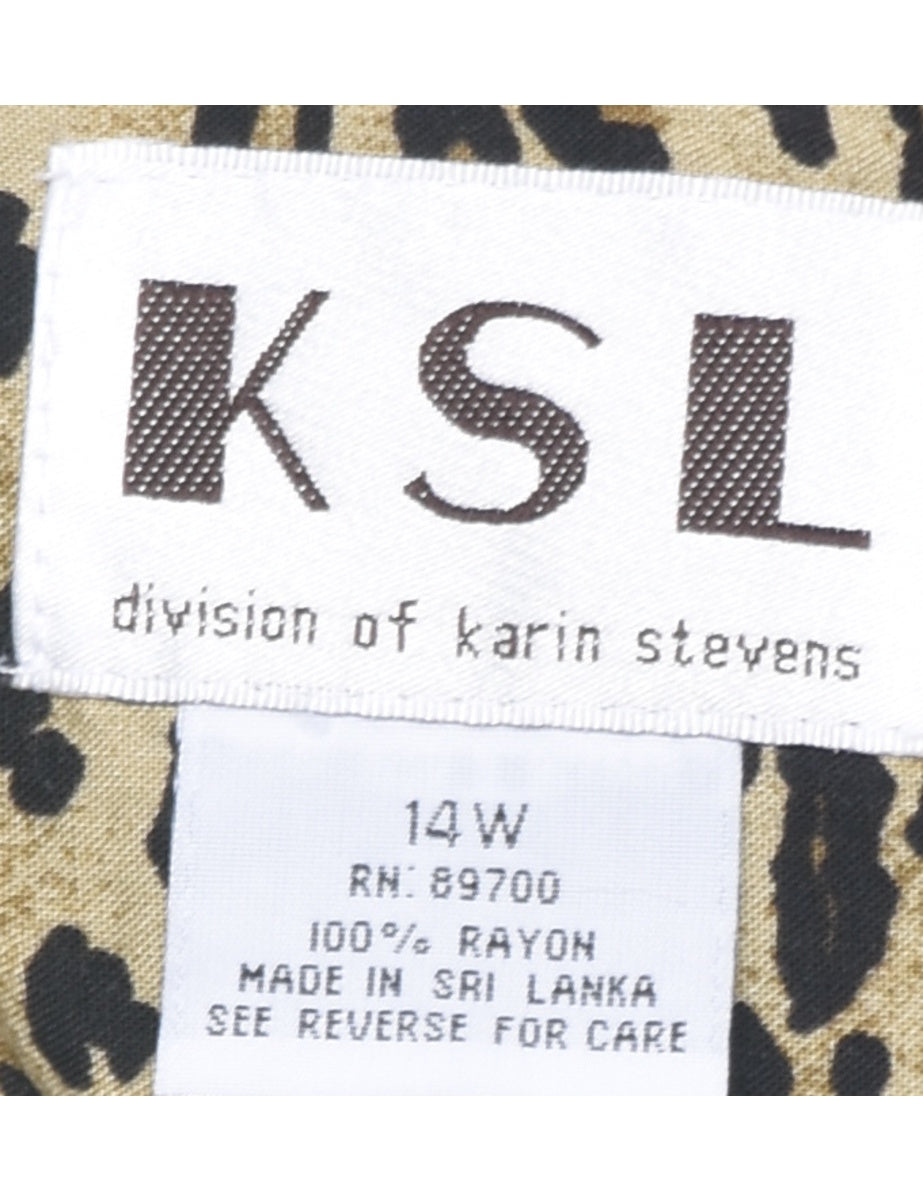 KSL
division of karin stevens
14W
RN: 89700
100% RAYON
MADE IN SRI LANKA
SEE REVERSE FOR CARE